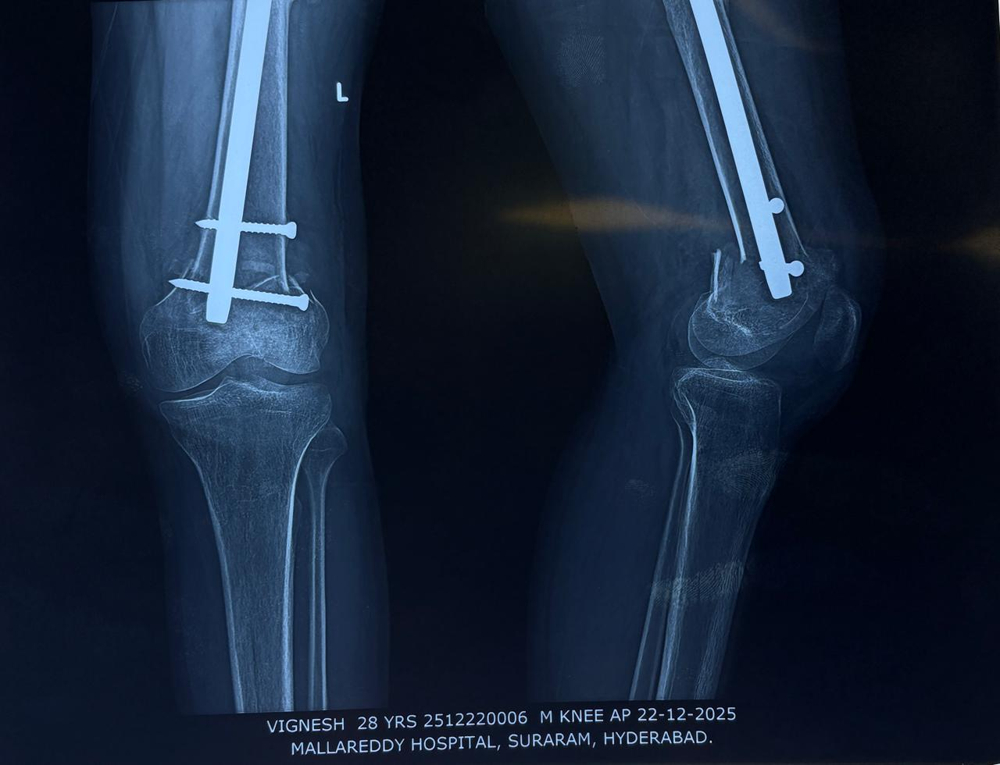 L
VIGNESH 28 YRS 2512220006 M KNEE AP 22-12-2025
MALLAREDDY HOSPITAL, SURARAM, HYDERABAD.